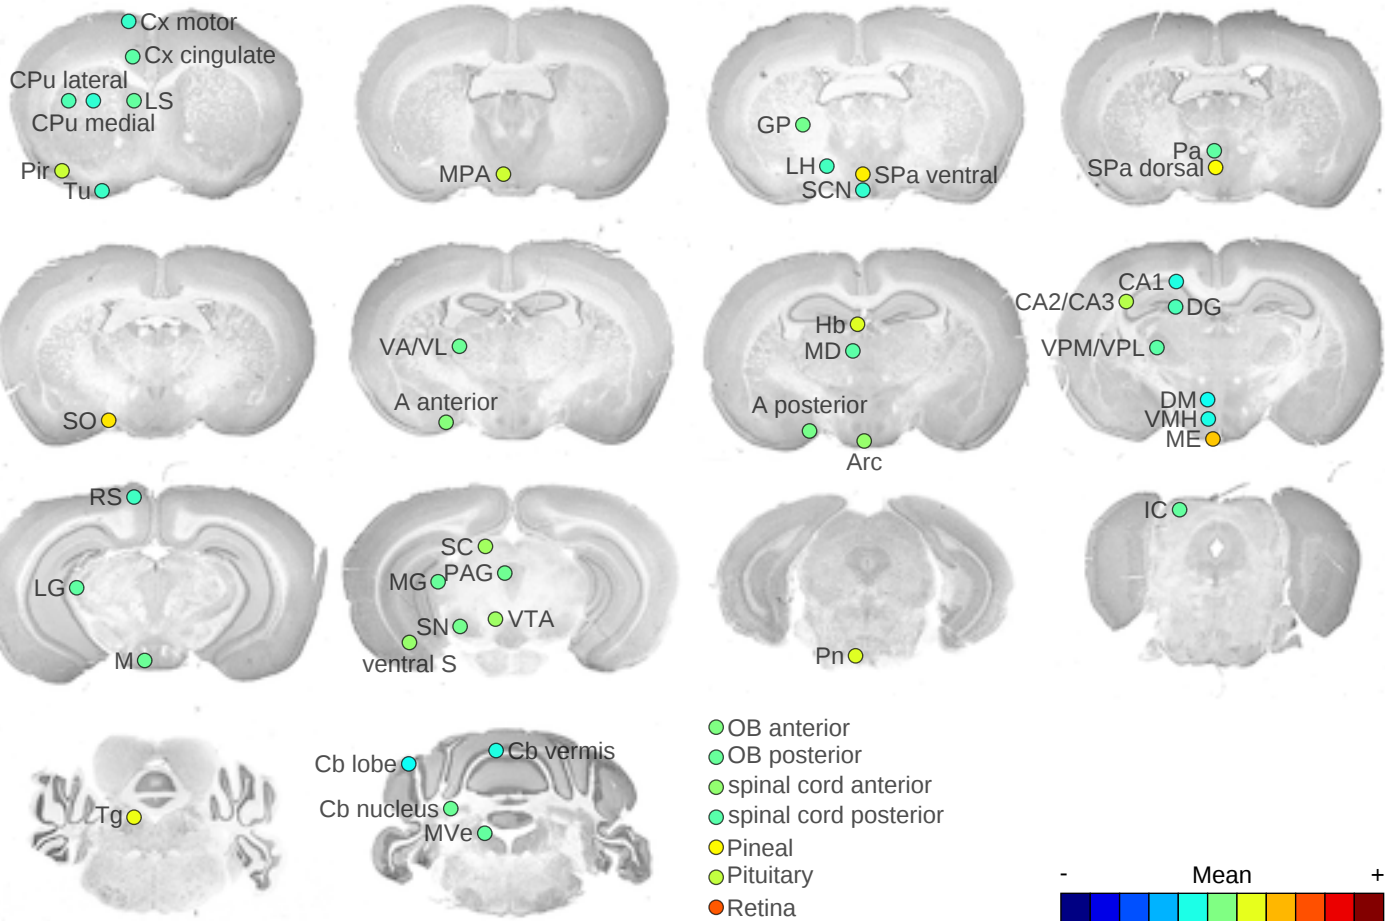 Cx motor
Cx cingulate
CPu lateral
LS
CPu medial
Pir
Tu
MPA
GP
LH
SPa ventral
SCN
Pa
SPa dorsal
SO
VA/VL
A anterior
Hb
MD
A posterior
Arc
CA1
CA2/CA3
DG
VPM/VPL
DM
VMH
ME
RS
LG
M
SC
MG
PAG
SN
VTA
ventral S
Pn
IC
Tg
Cb lobe
Cb vermis
Cb nucleus
MVe
OB anterior
OB posterior
spinal cord anterior
spinal cord posterior
Pineal
Pituitary
Retina
- Mean +